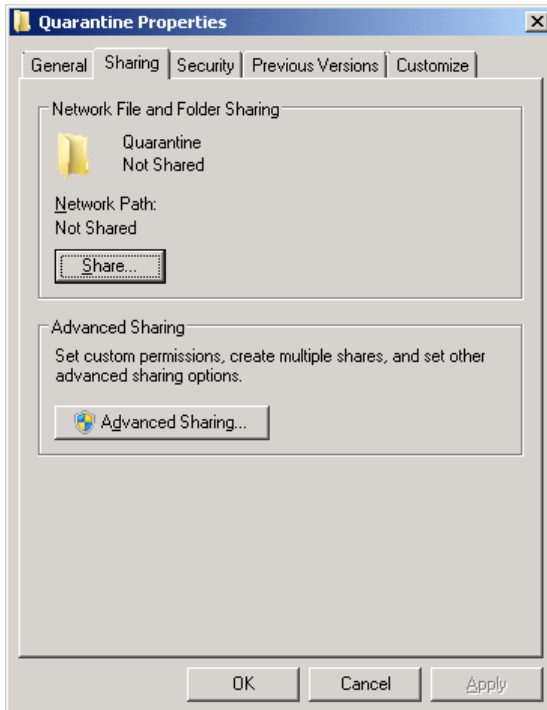 Quarantine Properties
General Sharing Security Previous Versions Customize
Network File and Folder Sharing
Quarantine
Not Shared
Network Path:
Not Shared
Share...
Advanced Sharing
Set custom permissions, create multiple shares, and set other
advanced sharing options.
Advanced Sharing...
OK Cancel Apply